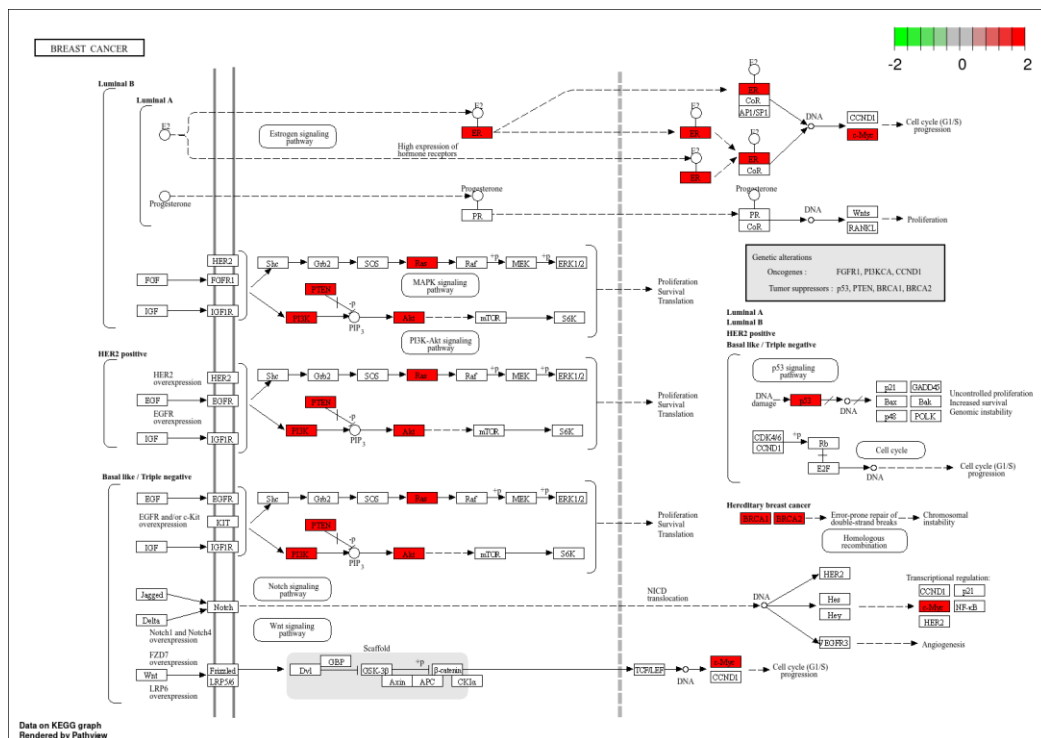 BREAST CANCER
-2 0 2
Luminal B
Luminal A
E2
Estrogen signaling
pathway
High expression of
hormone receptors
E2
ER
E2
ER
CoR
AP1/SP1
E2
ER
E2
ER
E2
ER
CoR
DNA
CCND1
c-Myc
Cell cycle (G1/S)
progression
Progesterone
Progesterone
PR
Progesterone
PR
CoR
DNA
Wnts
RANKL
Proliferation
HER2
FGF
FGFR1
IGF
IGF1R
Shc
Grb2
SOS
Ras
Raf
+p
MEK
+p
ERK1/2
MAPK signaling
pathway
PTEN
-p
PI3K
PIP3
Akt
mTOR
S6K
PI3K-Akt signaling
pathway
Proliferation
Survival
Translation
Genetic alterations
Oncogenes : FGFR1, PI3KCA, CCND1
Tumor suppressors : p53, PTEN, BRCA1, BRCA2
HER2 positive
HER2
overexpression
HER2
EGF
EGFR
EGFR
overexpression
IGF
IGF1R
Shc
Grb2
SOS
Ras
Raf
+p
MEK
+p
ERK1/2
PTEN
-p
PI3K
PIP3
Akt
mTOR
S6K
Proliferation
Survival
Translation
Luminal A
Luminal B
HER2 positive
Basal like / Triple negative
p53 signaling
pathway
DNA
damage
p53
DNA
p21
GADD45
Bax
Bak
p48
POLK
Uncontrolled proliferation
Increased survival
Genomic instability
CDK4/6
CCND1
+p
Rb
E2F
DNA
Cell cycle
Cell cycle (G1/S)
progression
Basal like / Triple negative
EGF
EGFR
EGFR and/or c-Kit
overexpression
KIT
IGF
IGF1R
Shc
Grb2
SOS
Ras
Raf
+p
MEK
+p
ERK1/2
PTEN
-p
PI3K
PIP3
Akt
mTOR
S6K
Proliferation
Survival
Translation
Hereditary breast cancer
BRCA1
BRCA2
Error-prone repair of
double-strand breaks
Chromosomal
instability
Homologous
recombination
Jagged
Delta
Notch
Notch1 and Notch4
overexpression
Notch signaling
pathway
NICD
translocation
DNA
HER2
Hes
Hey
VEGFR3
Transcriptional regulation:
CCND1
p21
c-Myc
NF-κB
HER2
Angiogenesis
Wnt signaling
pathway
FZD7
overexpression
Wnt
LRP6
overexpression
Frizzled
LRP5/6
Scaffold
Dvl
GBP
GSK-3β
+p
β-catenin
Axin
APC
CKIα
TCF/LEF
DNA
c-Myc
CCND1
Cell cycle (G1/S)
progression
Data on KEGG graph
Rendered by Pathview